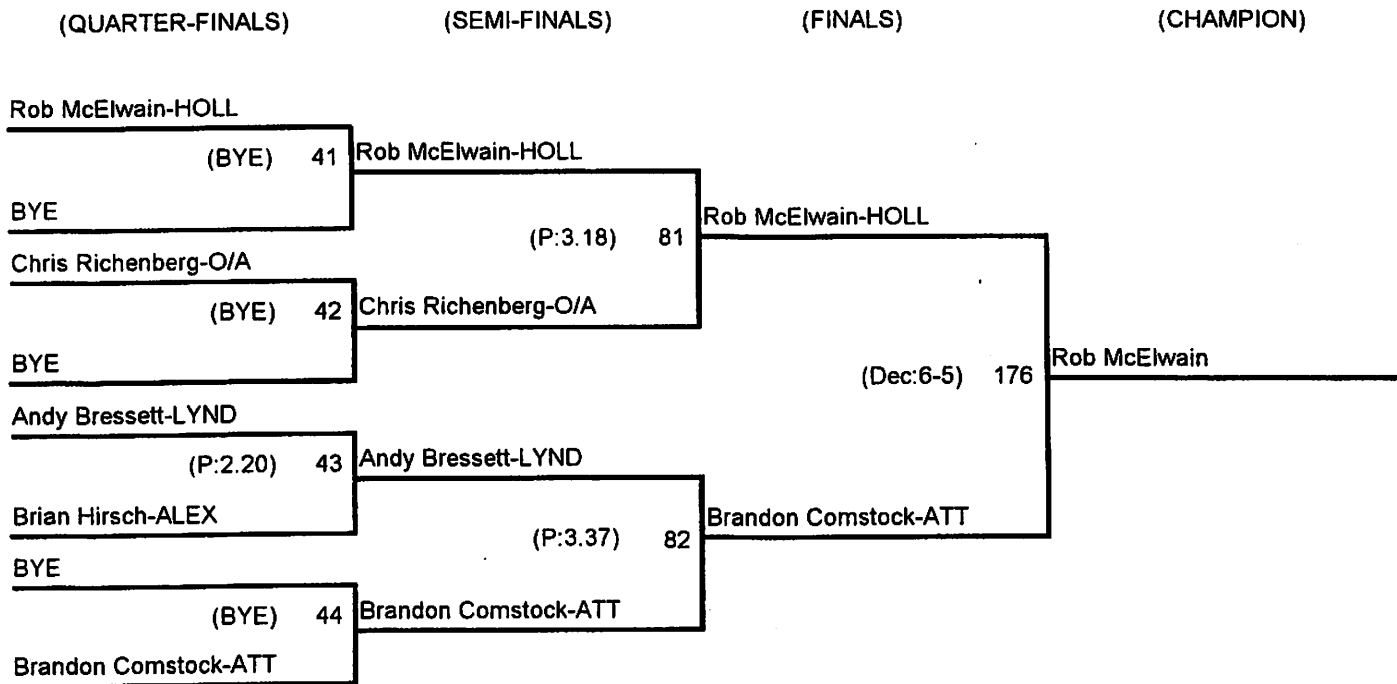 (QUARTER-FINALS) (SEMI-FINALS) (FINALS) (CHAMPION)
Rob McElwain-HOLL
(BYE) 41 Rob McElwain-HOLL
BYE
(P:3.18) 81 Rob McElwain-HOLL
Chris Richenberg-O/A
(BYE) 42 Chris Richenberg-O/A
BYE
(Dec:6-5) 176 Rob McElwain
Andy Bressett-LYND
(P:2.20) 43 Andy Bressett-LYND
Brian Hirsch-ALEX
(P:3.37) 82 Brandon Comstock-ATT
BYE
(BYE) 44 Brandon Comstock-ATT
Brandon Comstock-ATT